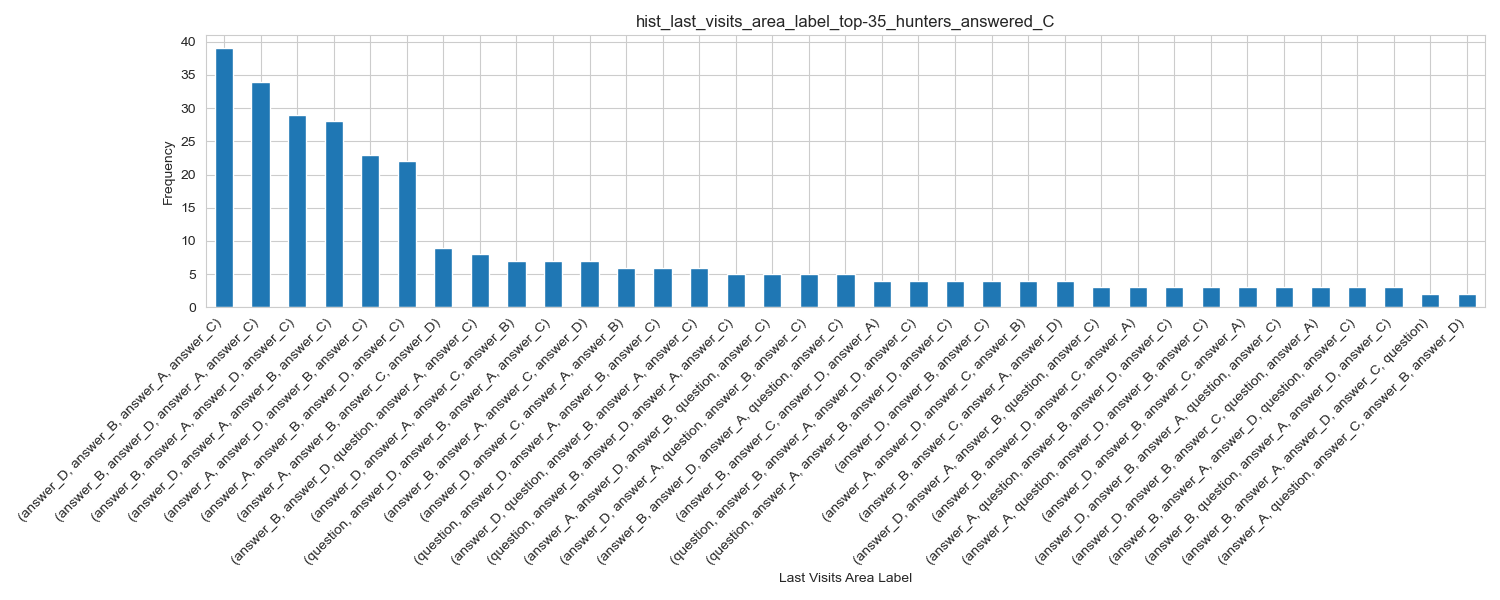 hist_last_visits_area_label_top-35_hunters_answered_C
Frequency
40
35
30
25
20
15
10
5
0
(answer_D, answer_B, answer_A, answer_C)
(answer_B, answer_D, answer_A, answer_C)
(answer_B, answer_A, answer_D, answer_C)
(answer_D, answer_A, answer_B, answer_C)
(answer_A, answer_D, answer_B, answer_C)
(answer_A, answer_B, answer_D, answer_C)
(answer_A, answer_B, answer_C, answer_D)
(answer_B, answer_D, question, answer_A, answer_C)
(answer_D, answer_A, answer_C, answer_B)
(question, answer_D, answer_B, answer_A, answer_C)
(answer_B, answer_A, answer_C, answer_D)
(answer_D, answer_C, answer_A, answer_B)
(question, answer_D, answer_A, answer_B, answer_C)
(answer_D, question, answer_B, answer_A, answer_C)
(question, answer_B, answer_D, answer_A, answer_C)
(answer_A, answer_D, answer_B, question, answer_C)
(answer_D, answer_A, question, answer_B, answer_C)
(answer_B, answer_D, answer_A, question, answer_C)
(answer_B, answer_C, answer_D, answer_A)
(question, answer_B, answer_A, answer_D, answer_C)
(question, answer_A, answer_B, answer_D, answer_C)
(answer_D, answer_B, answer_C)
(answer_A, answer_D, answer_C, answer_B)
(answer_B, answer_C, answer_A, answer_D)
(answer_D, answer_A, answer_B, question, answer_C)
(answer_B, answer_D, answer_C, answer_A)
(answer_A, question, answer_B, answer_D, answer_C)
(answer_A, question, answer_D, answer_B, answer_C)
(answer_D, answer_B, answer_C, answer_A)
(answer_D, answer_B, answer_A, question, answer_C)
(answer_D, answer_B, answer_C, question, answer_A)
(answer_B, answer_A, answer_D, question, answer_C)
(answer_B, question, answer_A, answer_D, answer_C)
(answer_B, answer_A, answer_D, answer_C, question)
(answer_A, question, answer_C, answer_B, answer_D)
Last Visits Area Label